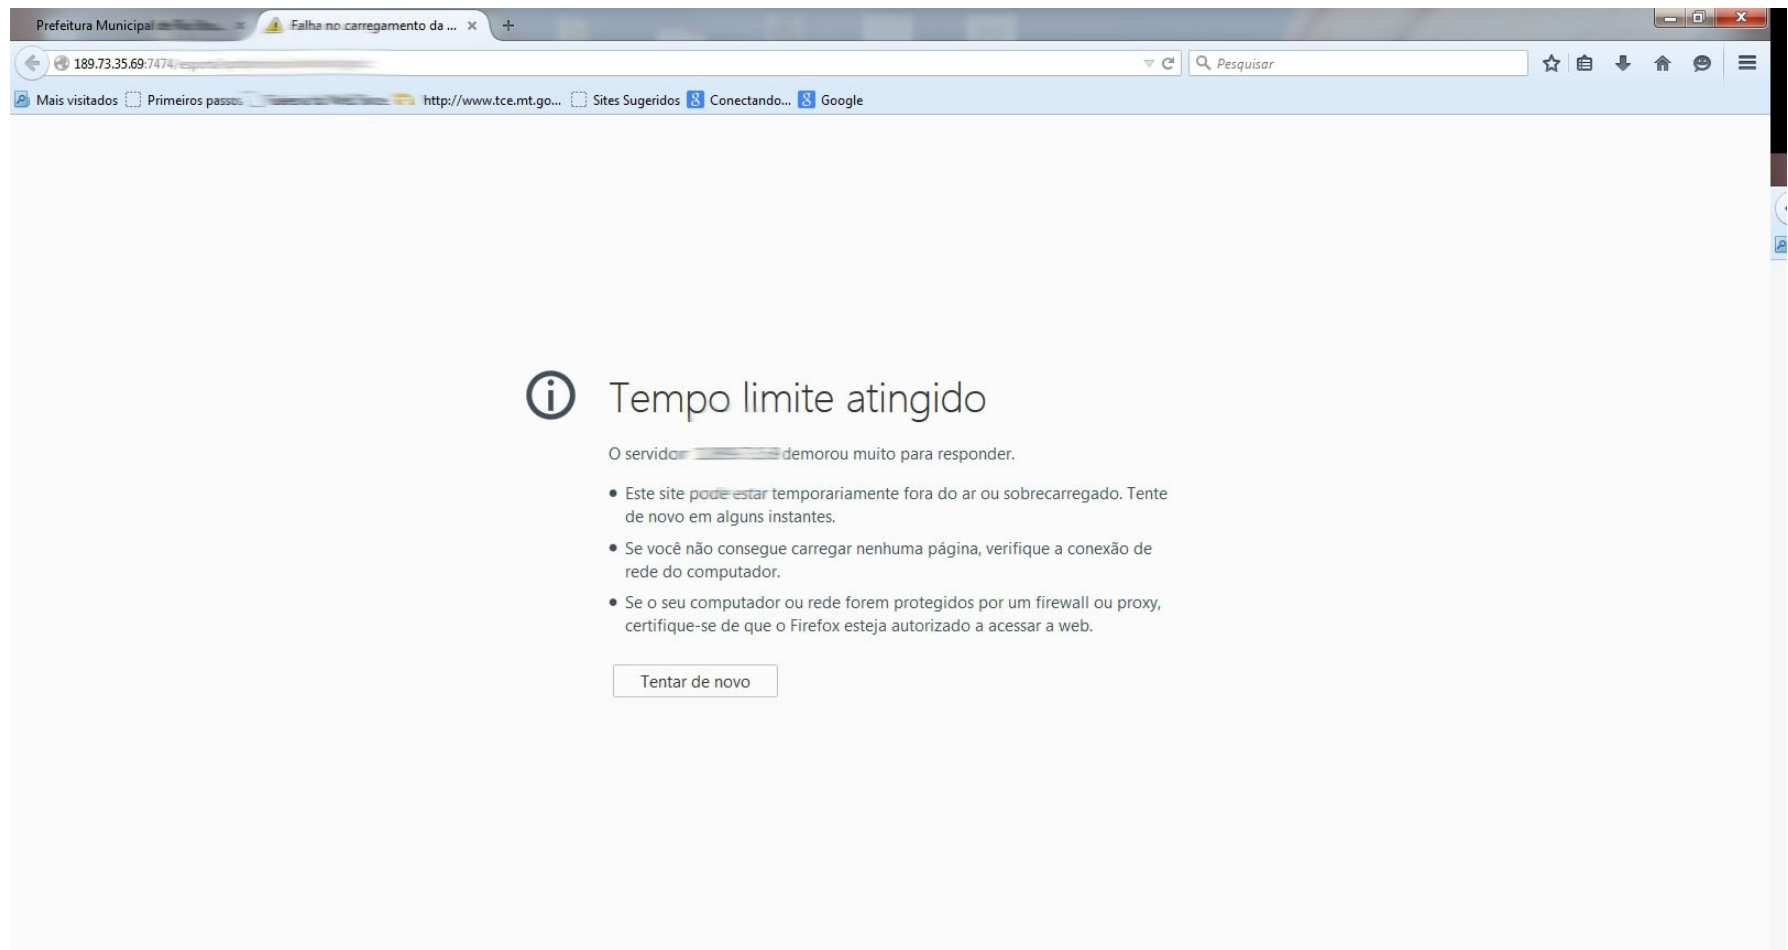 Prefeitura Municipal
Falha no carregamento da ...
189.73.35.69:7474/
Pesquisar
Mais visitados Primeiros passos http://www.tce.mt.go... Sites Sugeridos 8 Conectando... 8 Google
Tempo limite atingido
O servidor demorou muito para responder.
• Este site pode estar temporariamente fora do ar ou sobrecarregado. Tente
de novo em alguns instantes.
• Se você não consegue carregar nenhuma página, verifique a conexão de
rede do computador.
• Se o seu computador ou rede forem protegidos por um firewall ou proxy,
certifique-se de que o Firefox esteja autorizado a acessar a web.
Tentar de novo